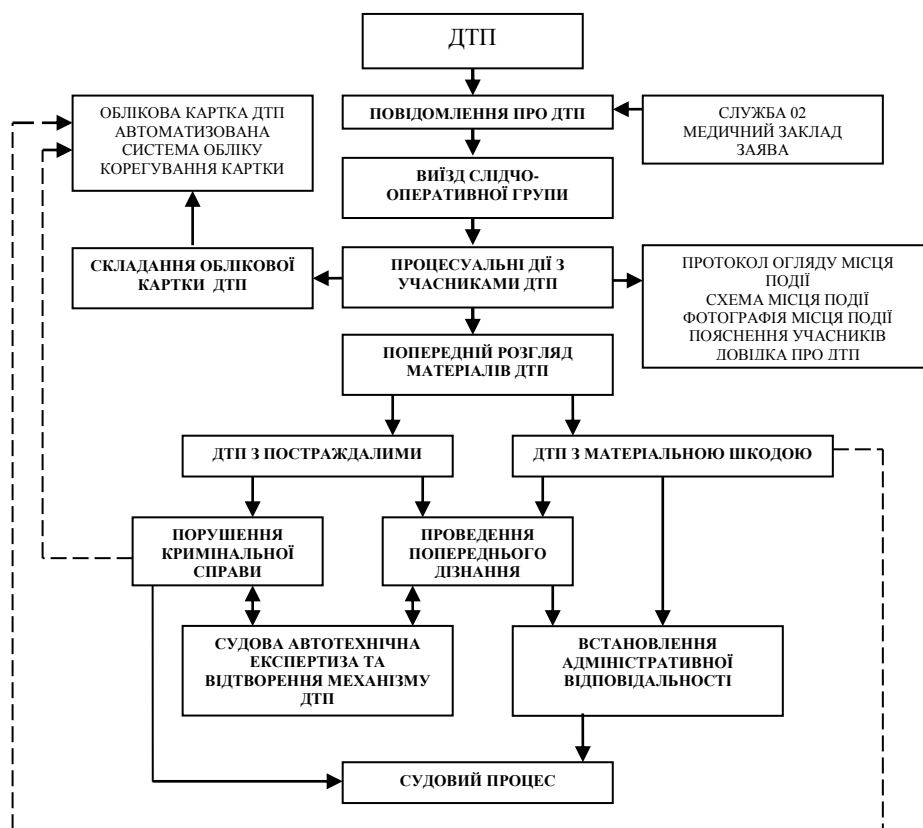 ДТП
ПОВІДОМЛЕННЯ ПРО ДТП
СЛУЖБА 02
МЕДИЧНИЙ ЗАКЛАД
ЗАЯВА
ОБЛІКОВА КАРТКА ДТП
АВТОМАТИЗОВАНА
СИСТЕМА ОБЛІКУ
КОРЕГУВАННЯ КАРТКИ
ВИЇЗД СЛІДЧО-
ОПЕРАТИВНОЇ ГРУПИ
СКЛАДАННЯ ОБЛІКОВОЇ
КАРТКИ ДТП
ПРОЦЕСУАЛЬНІ ДІЇ З
УЧАСНИКАМИ ДТП
ПРОТОКОЛ ОГЛЯДУ МІСЦЯ
ПОДІЇ
СХЕМА МІСЦЯ ПОДІЇ
ФОТОГРАФІЯ МІСЦЯ ПОДІЇ
ПОЯСНЕННЯ УЧАСНИКІВ
ДОВІДКА ПРО ДТП
ПОПЕРЕДНІЙ РОЗГЛЯД
МАТЕРІАЛІВ ДТП
ДТП З ПОСТРАЖДАЛИМИ
ДТП З МАТЕРІАЛЬНОЮ ШКОДОЮ
ПОРУШЕННЯ
КРИМІНАЛЬНОЇ
СПРАВИ
ПРОВЕДЕННЯ
ПОПЕРЕДНЬОГО
ДІЗНАННЯ
СУДОВА АВТОТЕХНІЧНА
ЕКСПЕРТИЗА ТА
ВІДТВОРЕННЯ МЕХАНІЗМУ
ДТП
ВСТАНОВЛЕННЯ
АДМІНІСТРАТИВНОЇ
ВІДПОВІДАЛЬНОСТІ
СУДОВИЙ ПРОЦЕС